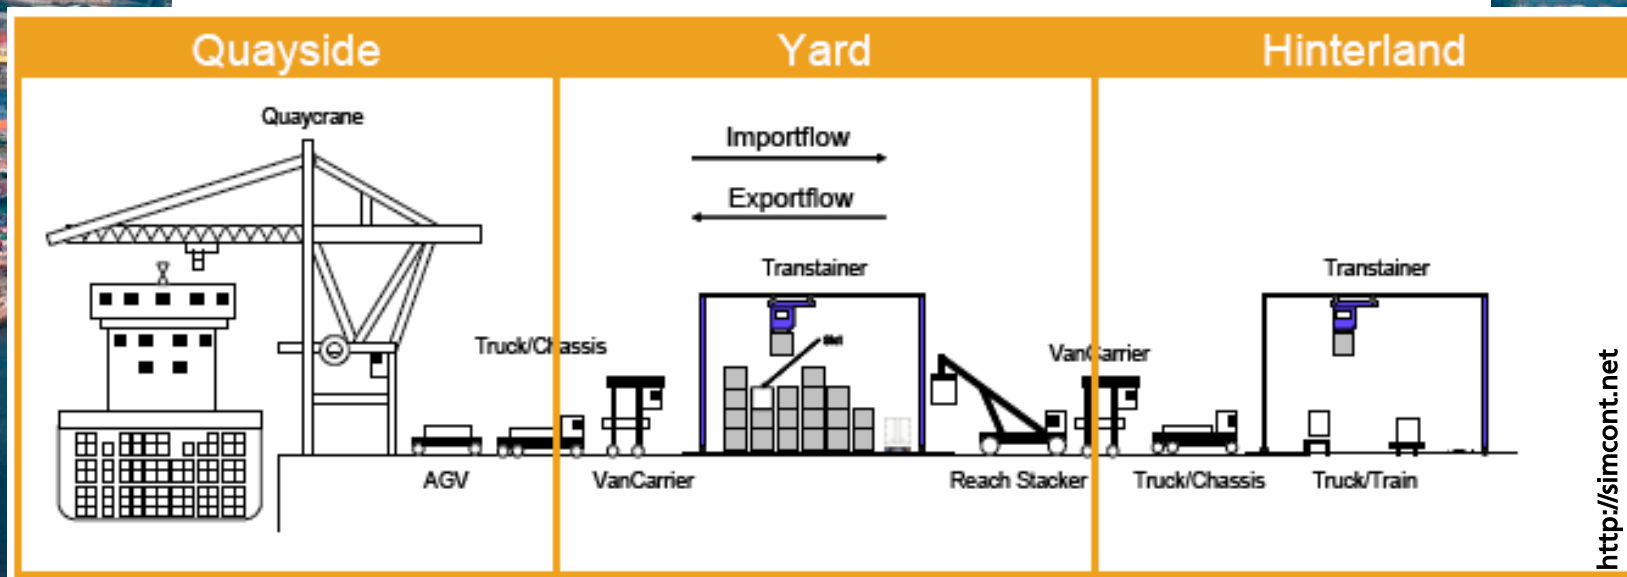 Quayside
Yard
Hinterland
Quaycrane
Importflow
Exportflow
Transtainer
Transtainer
Truck/Chassis
VanCarrier
AGV
VanCarrier
Reach Stacker
Truck/Chassis
Truck/Train
http://simcont.net